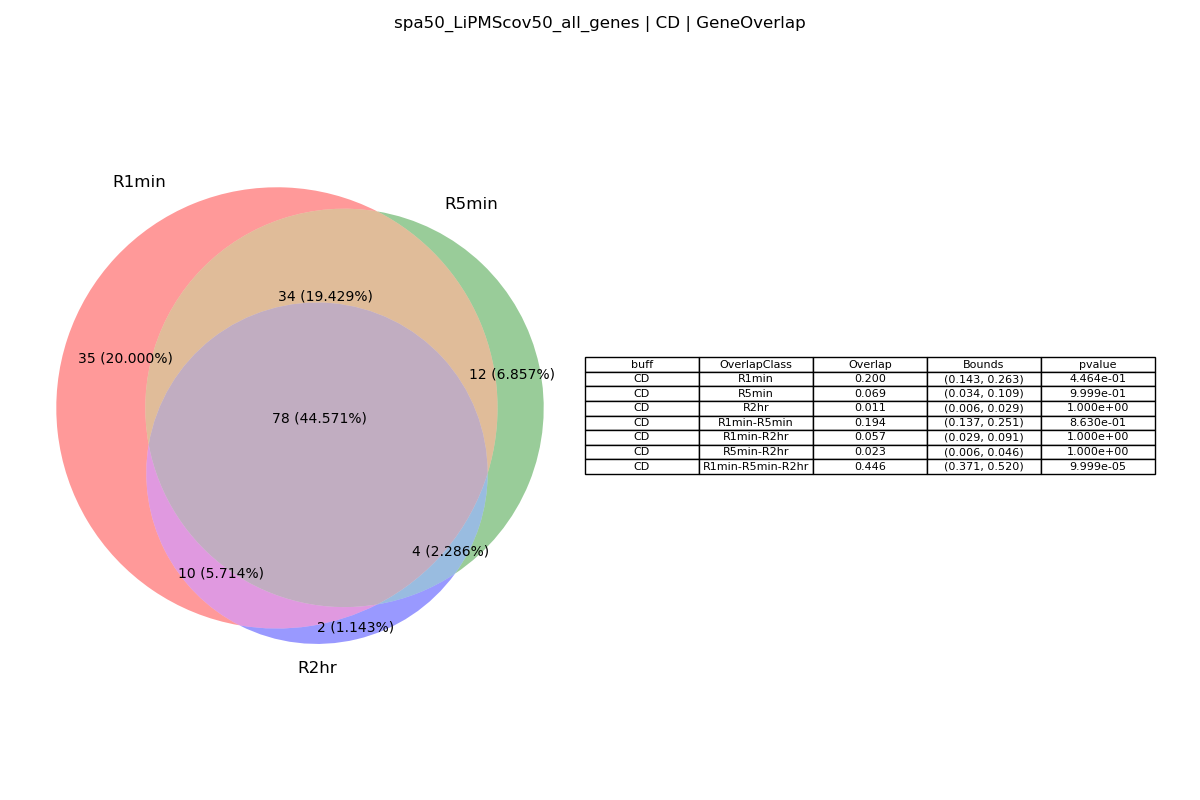 spa50_LiPMScov50_all_genes | CD | GeneOverlap
R1min
R5min
34 (19.429%)
35 (20.000%)
12 (6.857%)
78 (44.571%)
4 (2.286%)
10 (5.714%)
2 (1.143%)
R2hr
buff OverlapClass Overlap Bounds pvalue
CD R1min 0.200 (0.143, 0.263) 4.464e-01
CD R5min 0.069 (0.034, 0.109) 9.999e-01
CD R2hr 0.011 (0.006, 0.029) 1.000e+00
CD R1min-R5min 0.194 (0.137, 0.251) 8.630e-01
CD R1min-R2hr 0.057 (0.029, 0.091) 1.000e+00
CD R5min-R2hr 0.023 (0.006, 0.046) 1.000e+00
CD R1min-R5min-R2hr 0.446 (0.371, 0.520) 9.999e-05